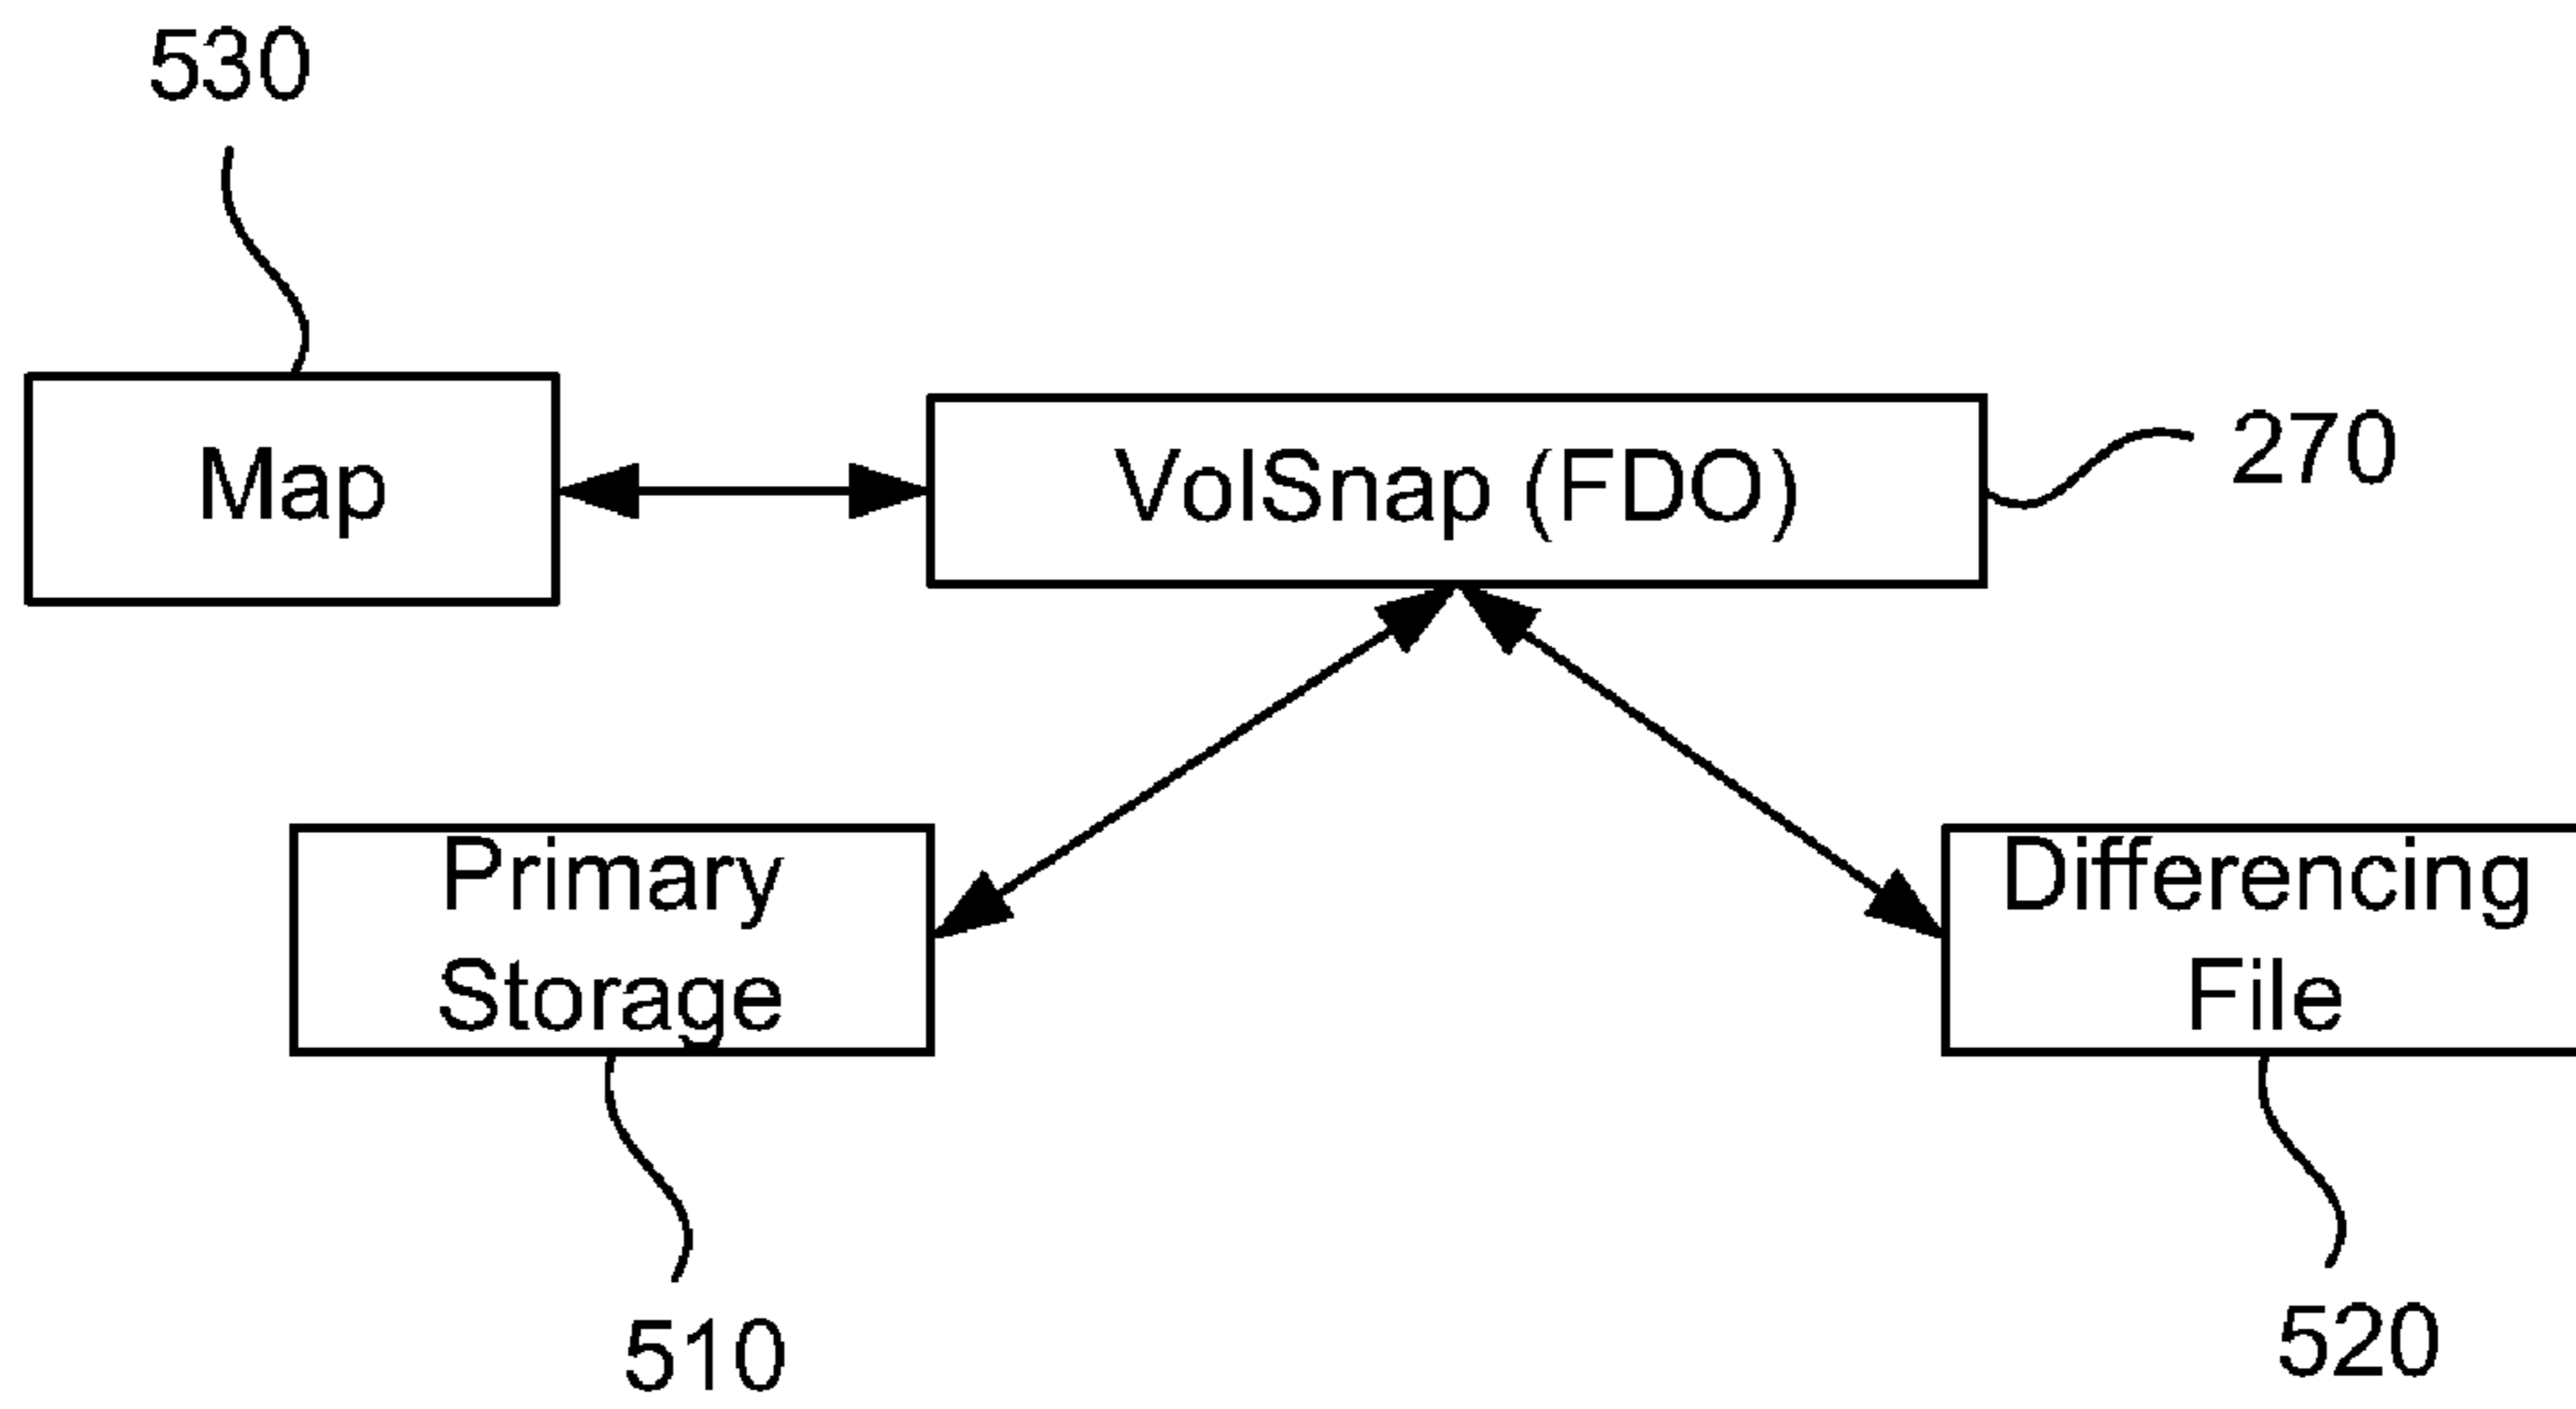 530
Map
VolSnap (FDO)
270
Primary
Storage
Differencing
File
510
520